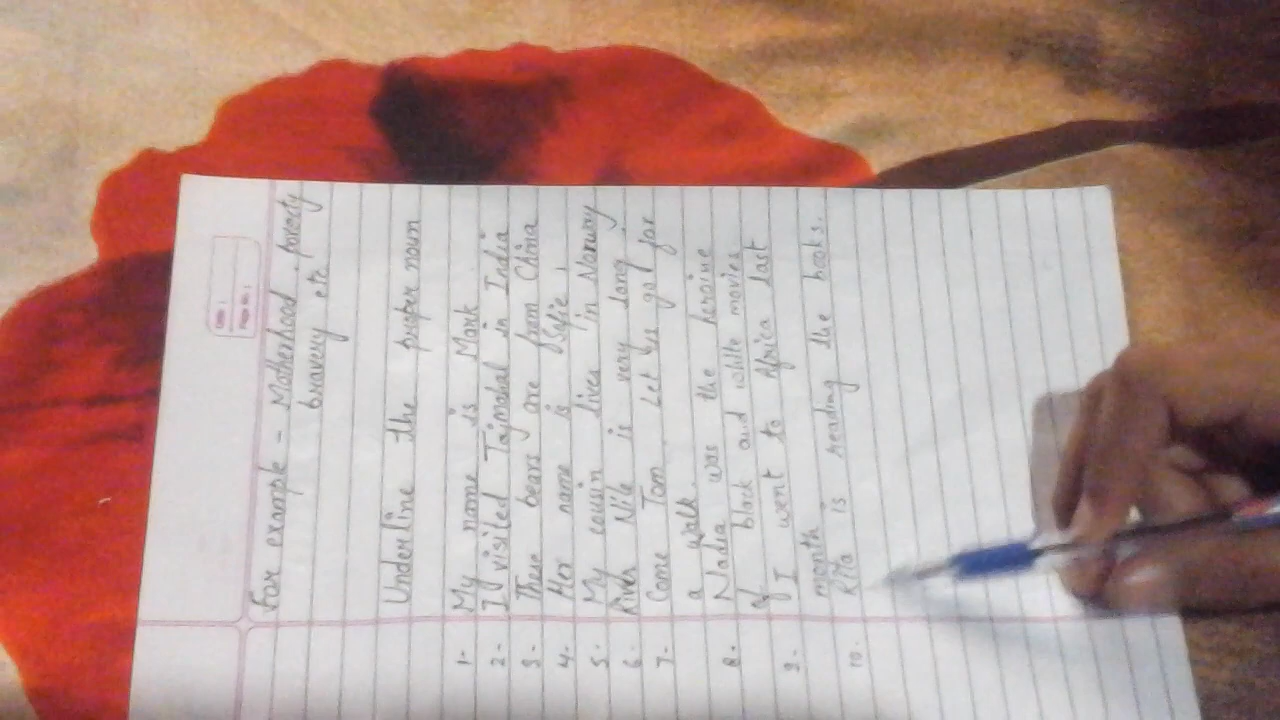 For example - Motherhood, poverty
bravery etc
Underline the proper noun
1- My name is Mark
2- I visited Tajmahal in India
3- These bears are from China
4- Her name is Sofie.
5- My cousin lives in Norway
6- River Nile is very long.
7- Come Tom Let us go for
a walk.
8. Nadia was the heroine
of black and white movies
9- I went to Africa last
month
10- Rita is reading the books.